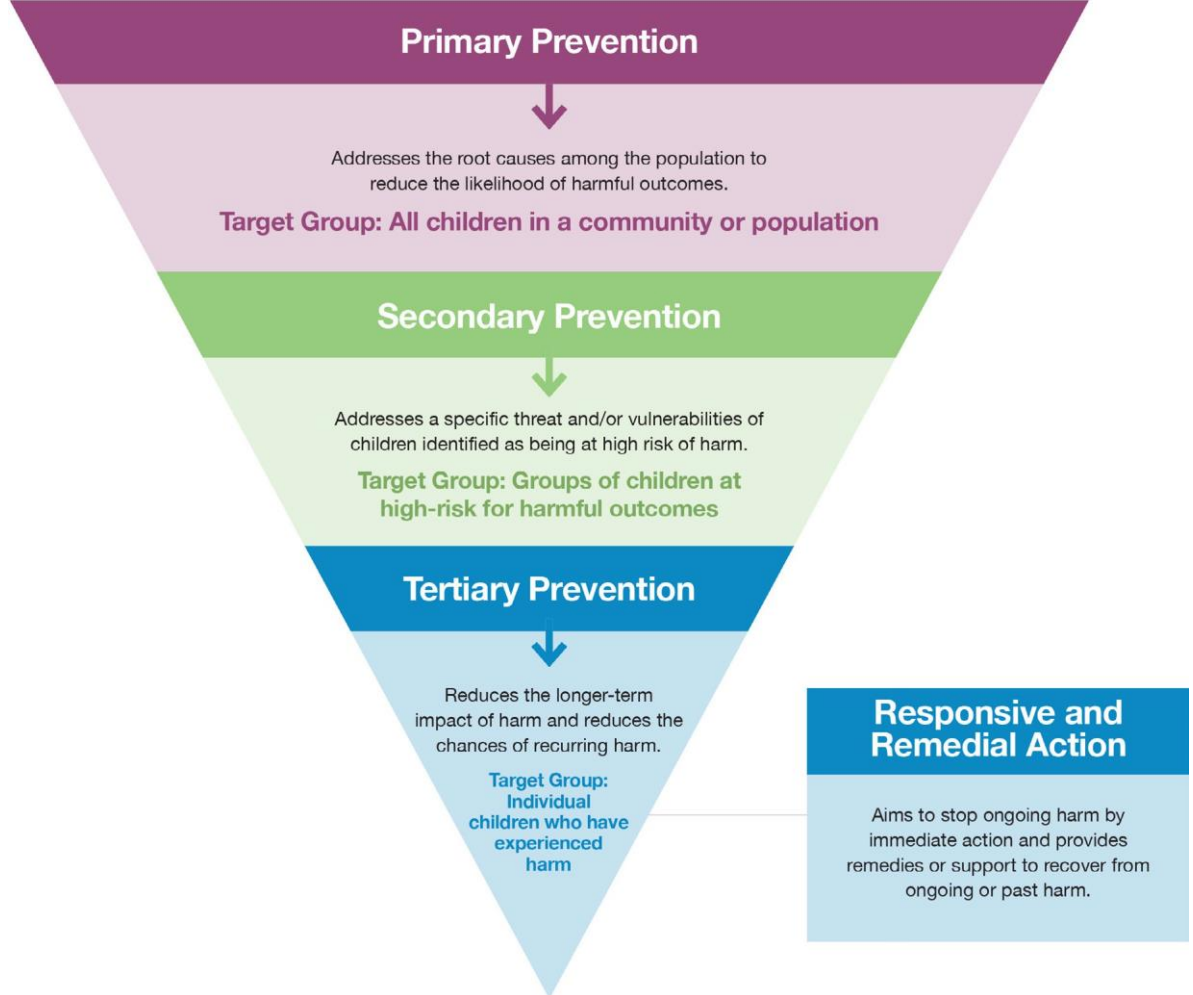 Primary Prevention
Addresses the root causes among the population to
reduce the likelihood of harmful outcomes.
Target Group: All children in a community or population
Secondary Prevention
Addresses a specific threat and/or vulnerabilities of
children identified as being at high risk of harm.
Target Group: Groups of children at
high-risk for harmful outcomes
Tertiary Prevention
Reduces the longer-term
impact of harm and reduces the
chances of recurring harm.
Target Group:
Individual
children who have
experienced
harm
Responsive and
Remedial Action
Aims to stop ongoing harm by
immediate action and provides
remedies or support to recover from
ongoing or past harm.